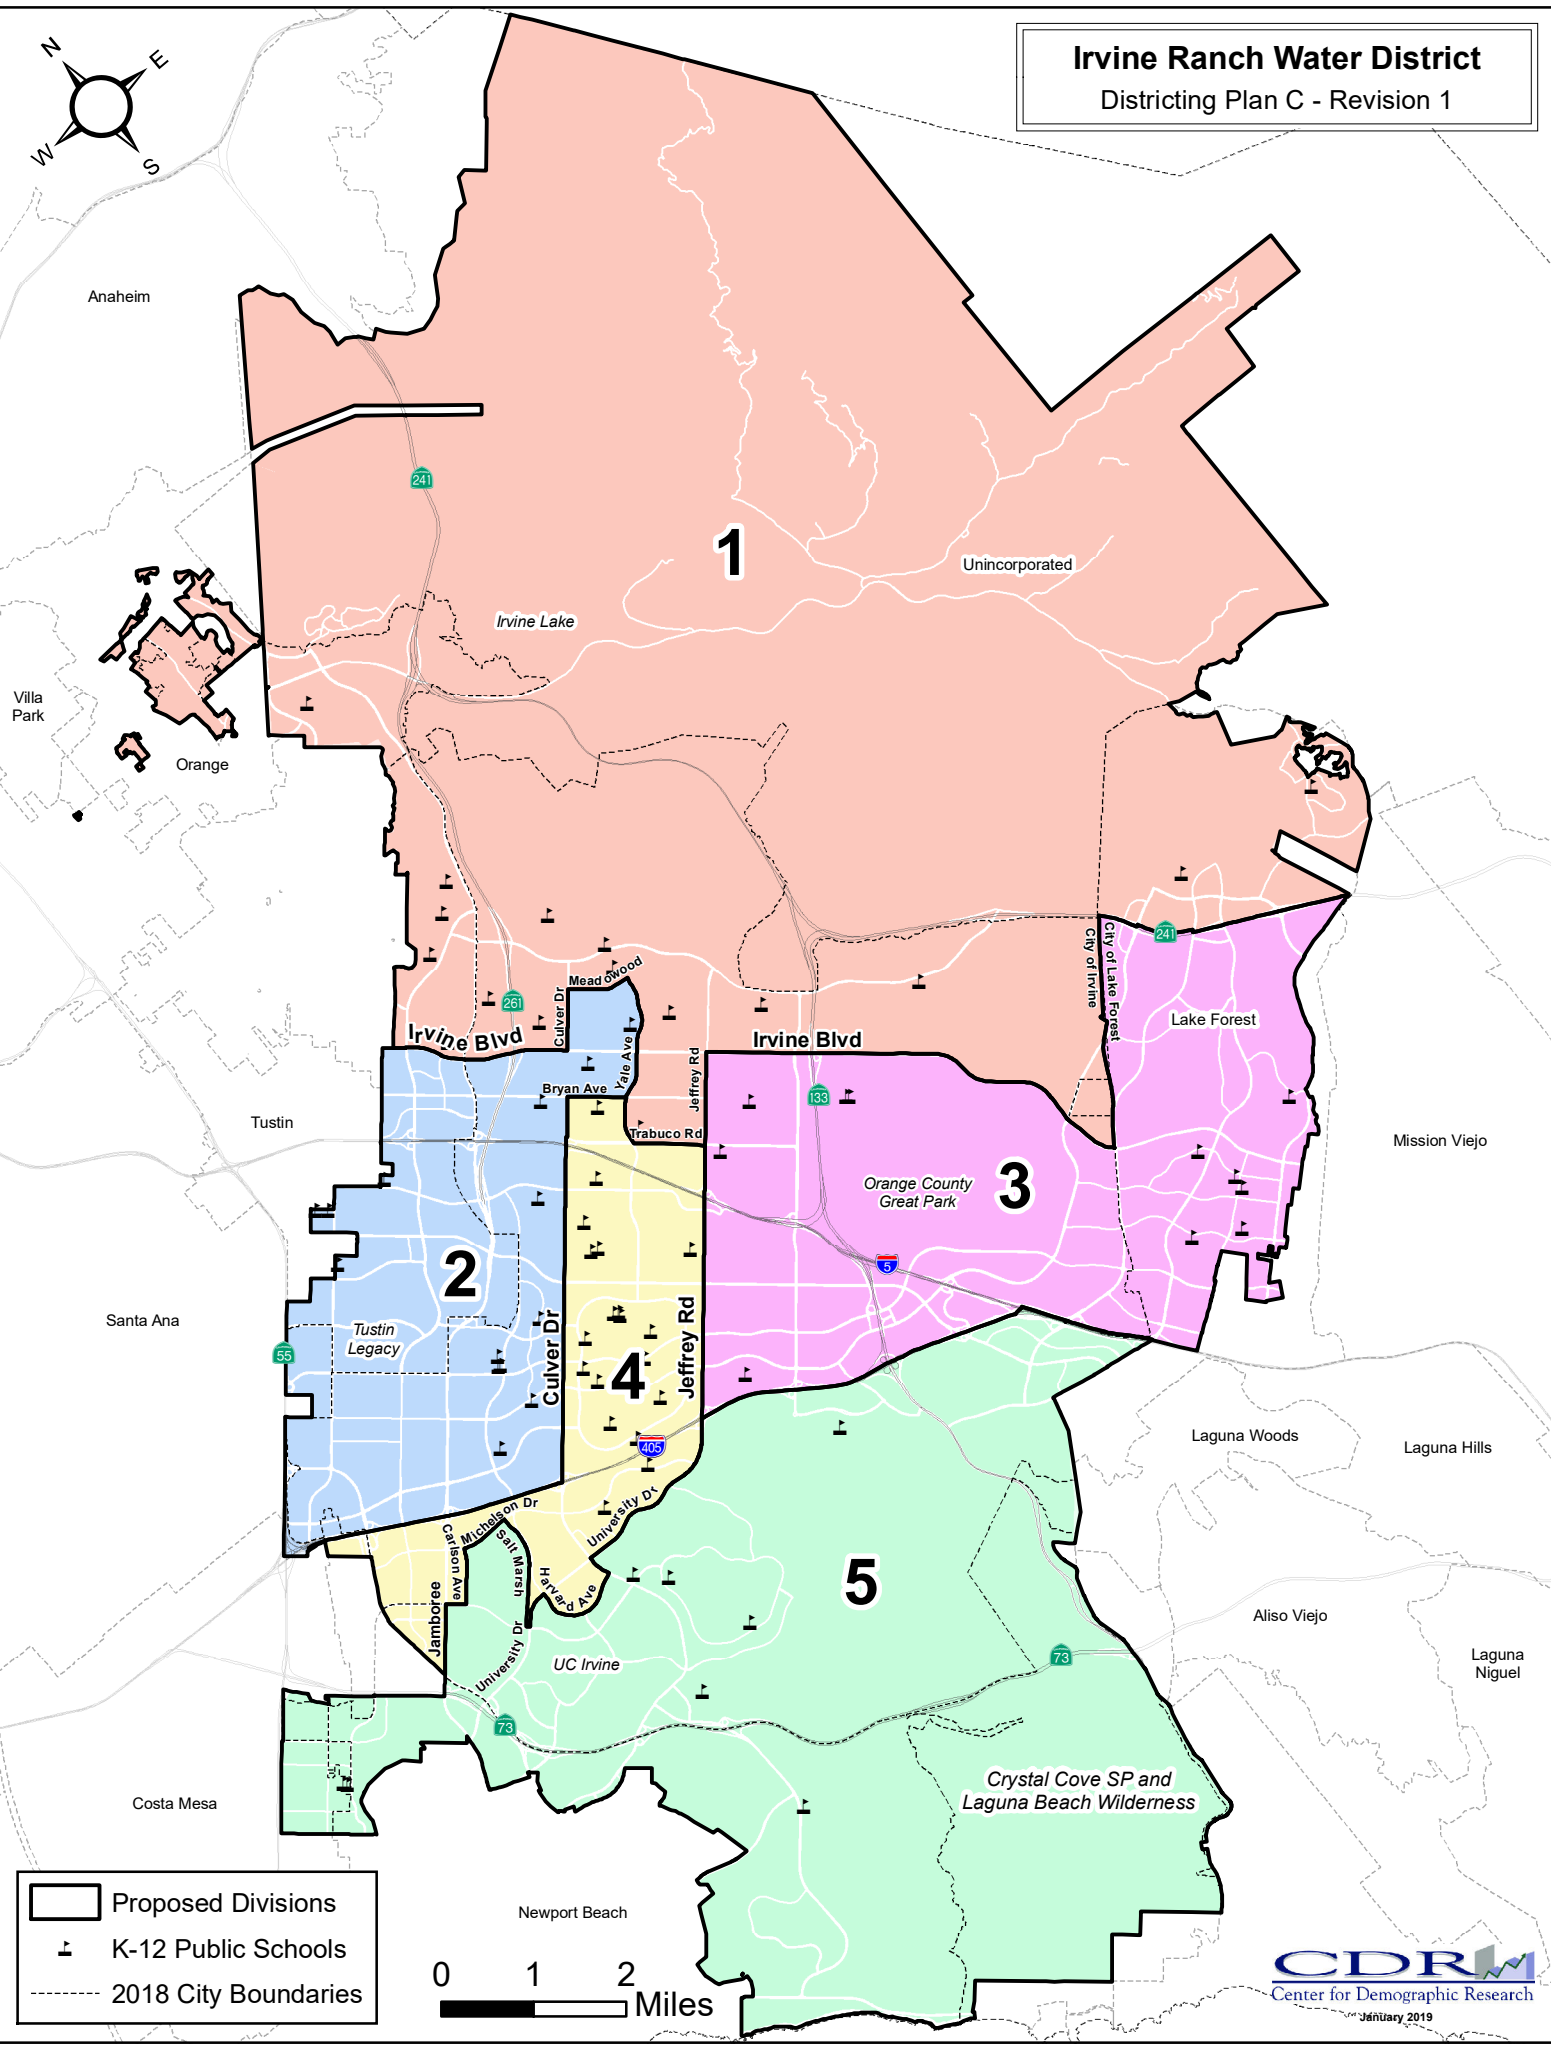 Irvine Ranch Water District
Districting Plan C - Revision 1
N
E
W
S
Anaheim
241
1
Unincorporated
Irvine Lake
Villa
Park
Orange
241
City of Irvine
City of Lake Forest
Meadowood
Culver Dr
261
Irvine Blvd
Irvine Blvd
Lake Forest
Yale Ave
Jeffrey Rd
Bryan Ave
133
Tustin
Trabuco Rd
Mission Viejo
Orange County
Great Park
3
2
5
Santa Ana
Tustin
Legacy
55
Culver Dr
4
Jeffrey Rd
405
Laguna Woods
Laguna Hills
Michelson Dr
University Dr
Carlson Ave
Salt Marsh
Harvard Ave
5
Jamboree
Aliso Viejo
University Dr
UC Irvine
73
Laguna
Niguel
73
Crystal Cove SP and
Laguna Beach Wilderness
Costa Mesa
Newport Beach
Proposed Divisions
K-12 Public Schools
2018 City Boundaries
0 1 2
Miles
CDR
Center for Demographic Research
January 2019